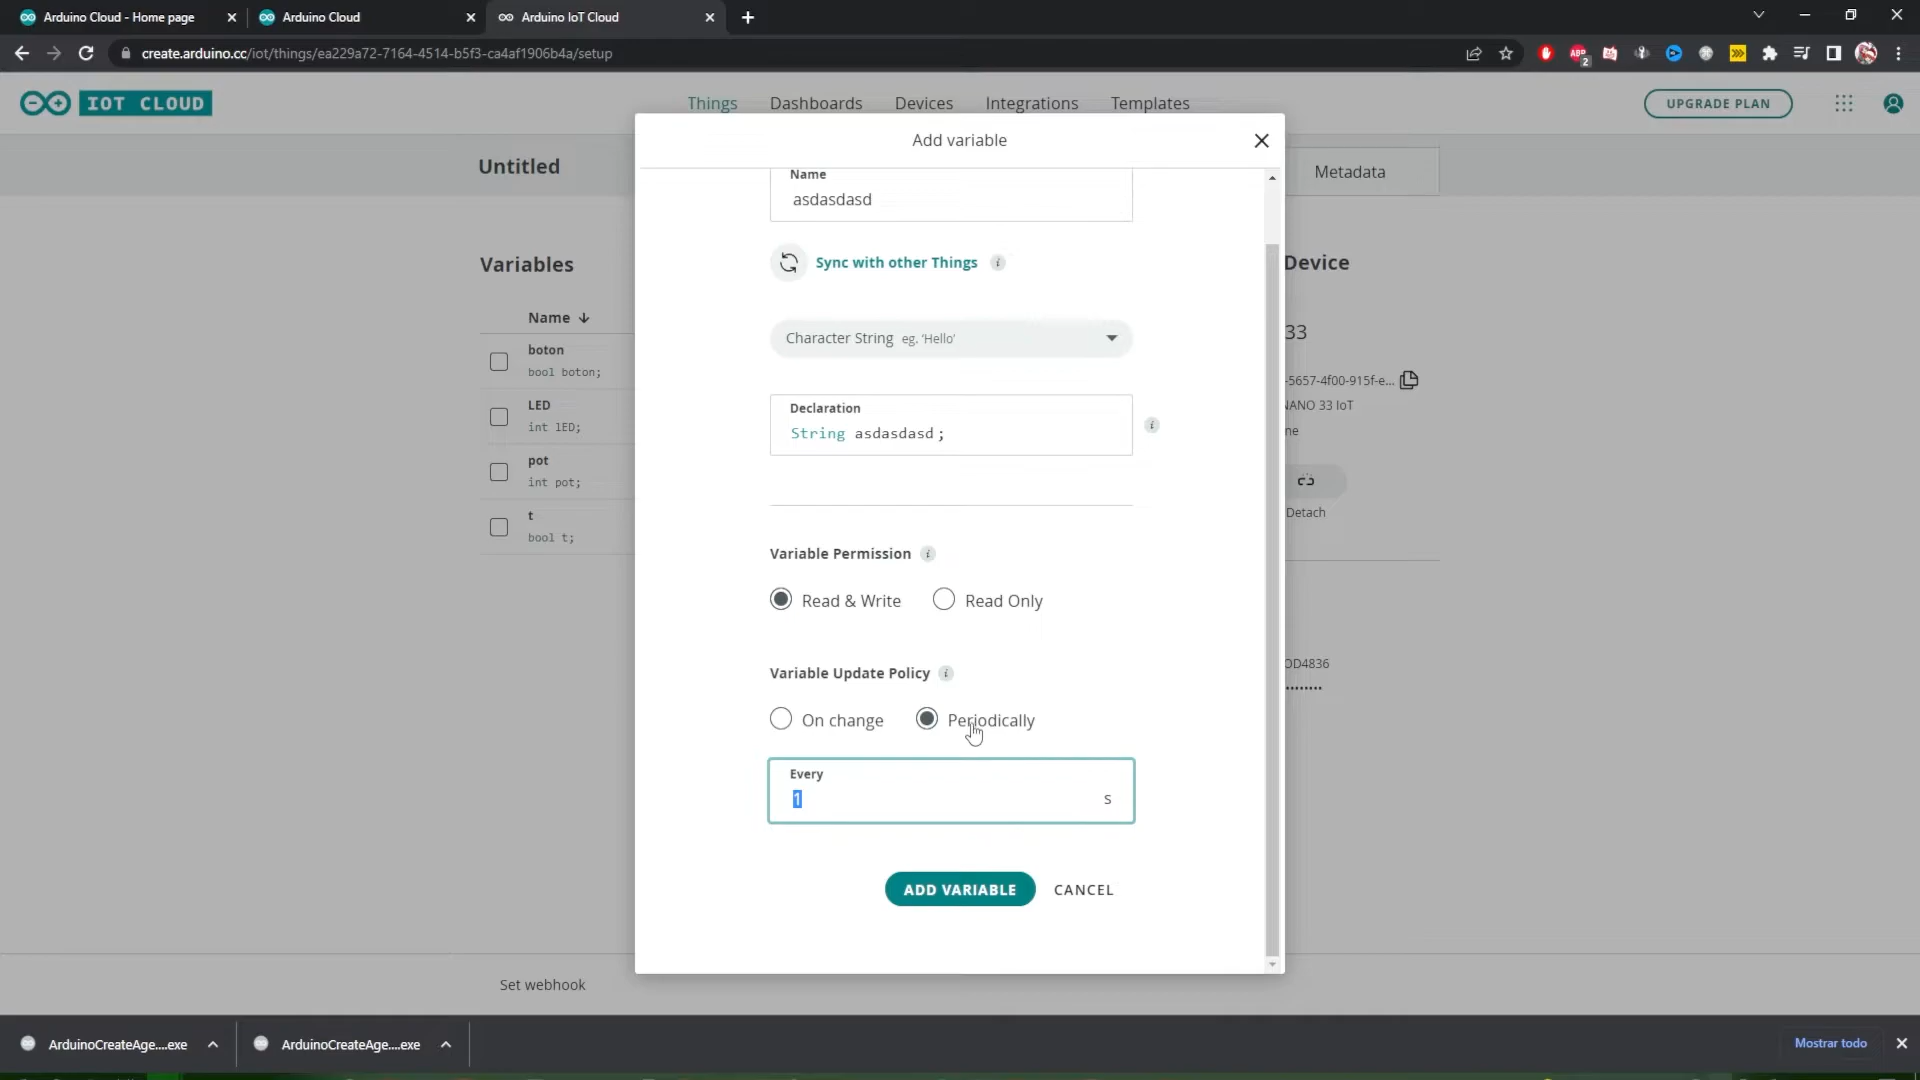 Arduino Cloud - Home page
Arduino Cloud
Arduino IoT Cloud
create.arduino.cc/iot/things/ea229a72-7164-4514-b5f3-ca4af1906b4a/setup
ABP
2
IOT CLOUD
Things
Dashboards
Devices
Integrations
Templates
UPGRADE PLAN
Untitled
Metadata
Add variable
Name
asdasdasd
Sync with other Things
Character String eg. 'Hello'
Declaration
String asdasdasd;
Variable Permission
Read & Write
Read Only
Variable Update Policy
On change
Periodically
Every
1 s
ADD VARIABLE
CANCEL
Variables
Name
boton
bool boton;
LED
int lED;
pot
int pot;
t
bool t;
Device
33
-5657-4f00-915f-e...
NANO 33 IoT
ne
Detach
OD4836
••••••••
Set webhook
ArduinoCreateAge....exe
ArduinoCreateAge....exe
Mostrar todo